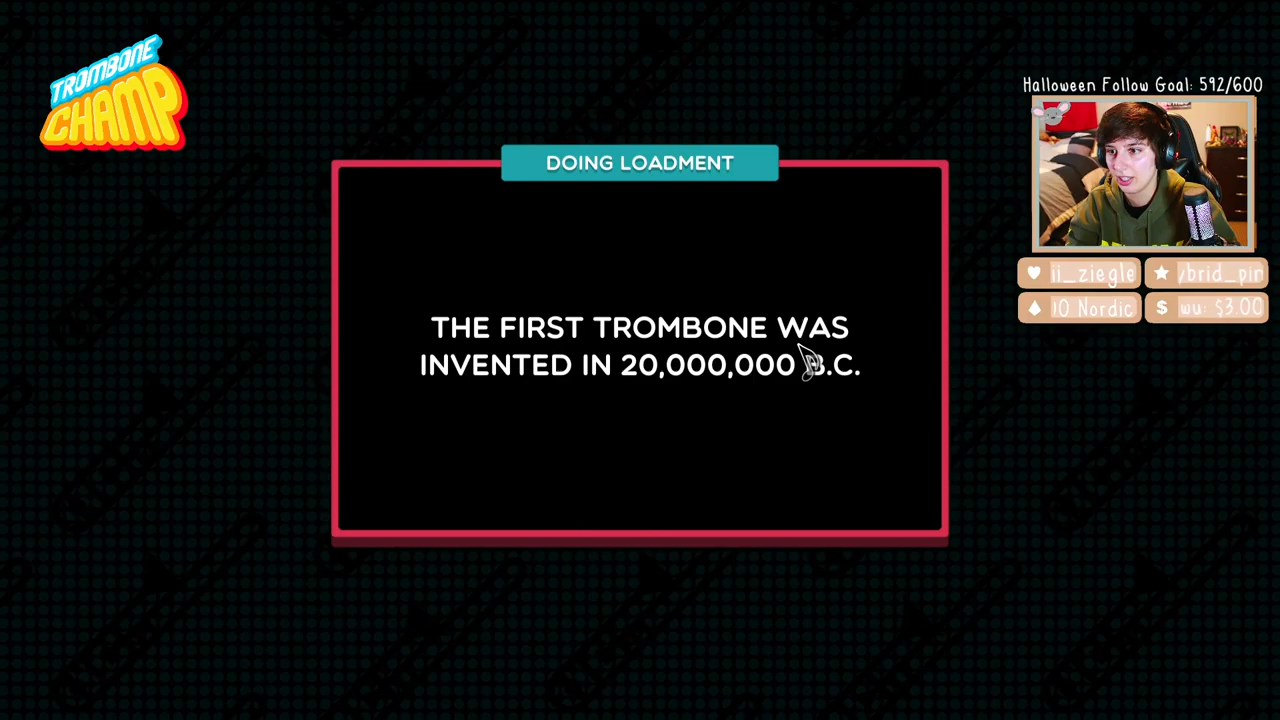 TROMBONE
CHAMP
Halloween Follow Goal: 592/600
DOING LOADMENT
THE FIRST TROMBONE WAS
INVENTED IN 20,000,000 B.C.
ii_ziegle
/brid_pin
10 Nordic
wu: $3.00